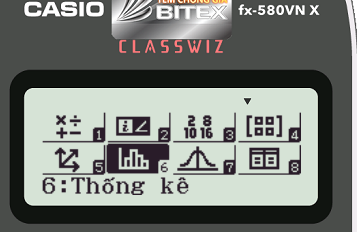 CASIO
TEM CHỐNG GIẢ
BITEX
fx-580VN X
CLASSWIZ
×÷
+− 1
i∠ 2
2 8
10 16 3
4
5
6
7
8
6:Thống kê